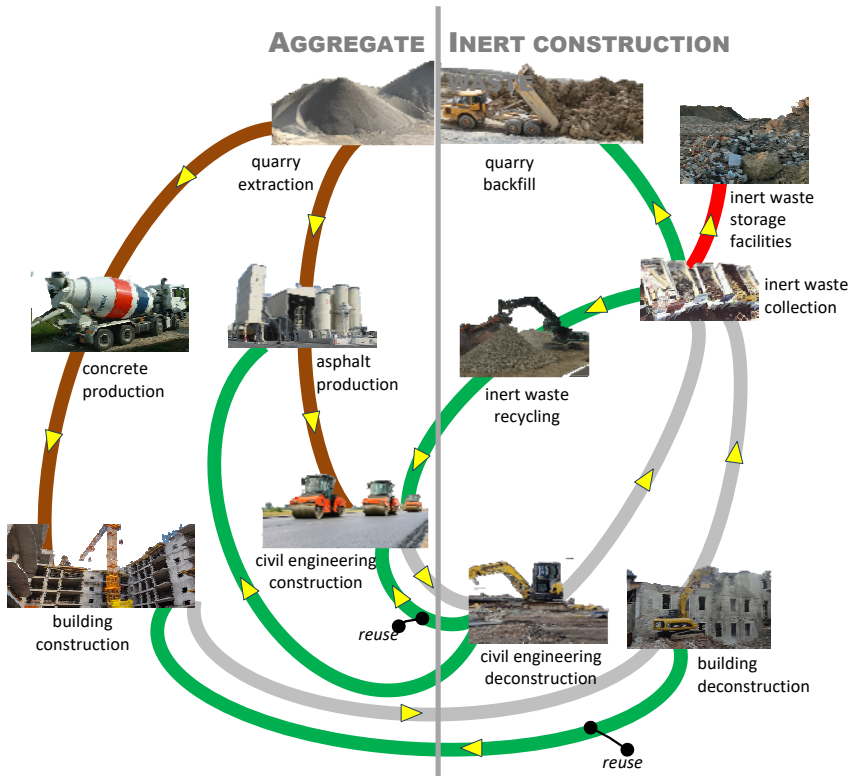 AGGREGATE
INERT CONSTRUCTION
quarry
extraction
quarry
backfill
inert waste
storage
facilities
inert waste
collection
concrete
production
asphalt
production
inert waste
recycling
civil engineering
construction
building
construction
reuse
civil engineering
deconstruction
building
deconstruction
reuse